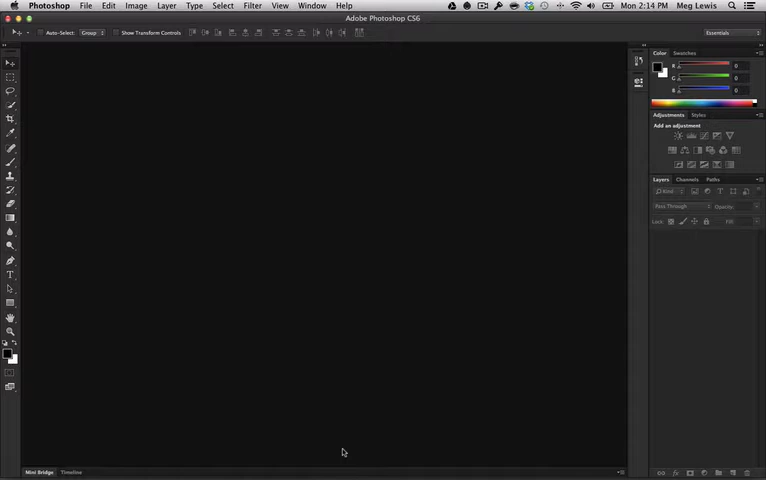 Photoshop File Edit Image Layer Type Select Filter View Window Help Mon 2:14 PM Meg Lewis
Adobe Photoshop CS6
Auto-Select: Group Show Transform Controls Essentials
Color Swatches
R 0
G 0
B 0
Adjustments Styles
Add an adjustment
Layers Channels Paths
Kind
Pass Through Opacity:
Lock: Fill:
Mini Bridge Timeline